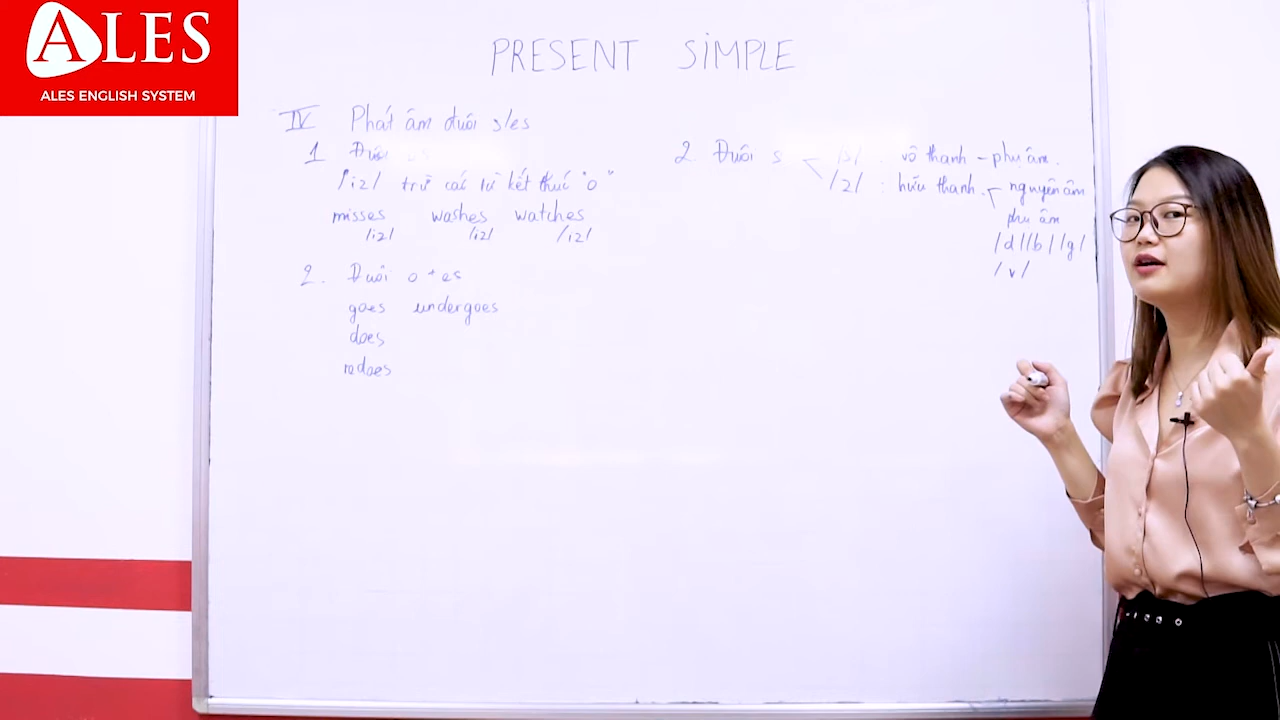 ALES
ALES ENGLISH SYSTEM
PRESENT SIMPLE
IV Phát âm đuôi s/es
1 Đuôi
/iz/ trừ các từ kết thúc "o"
misses washes watches
/iz/ /iz/ /iz/
2. Đuôi o + es
goes undergoes
does
redoes
2. Đuôi s /s/ : vô thanh - phụ âm.
/z/ : hữu thanh. nguyên âm
phụ âm
/d/ /b/ /g/
/v/